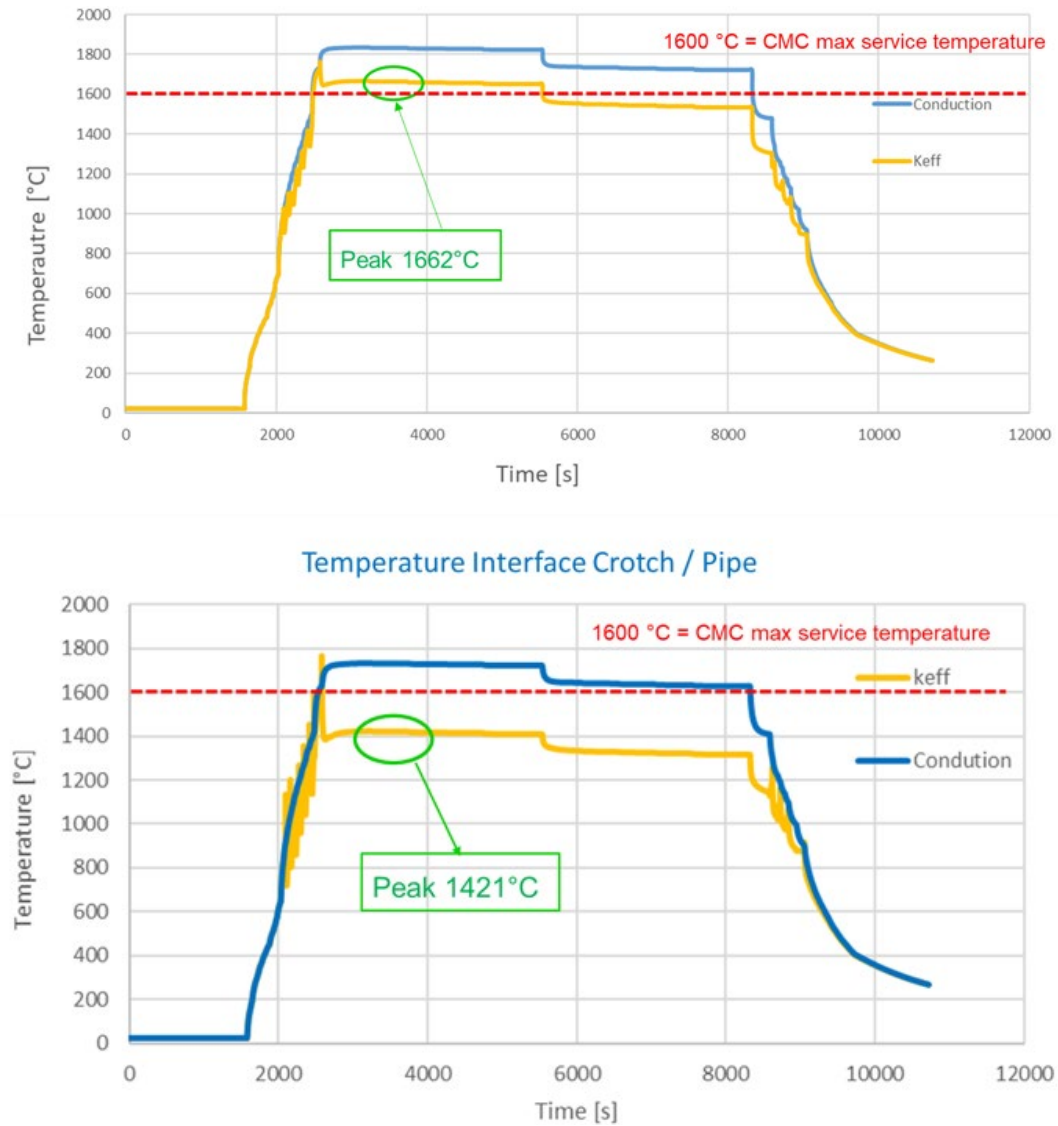 2000
1800
1600
1400
1200
1000
800
600
400
200
0
Temperautre [°C]
1600 °C = CMC max service temperature
Conduction
Keff
Peak 1662°C
0 2000 4000 6000 8000 10000 12000
Time [s]
Temperature Interface Crotch / Pipe
2000
1800
1600
1400
1200
1000
800
600
400
200
0
Temperature [°C]
1600 °C = CMC max service temperature
keff
Condution
Peak 1421°C
0 2000 4000 6000 8000 10000 12000
Time [s]